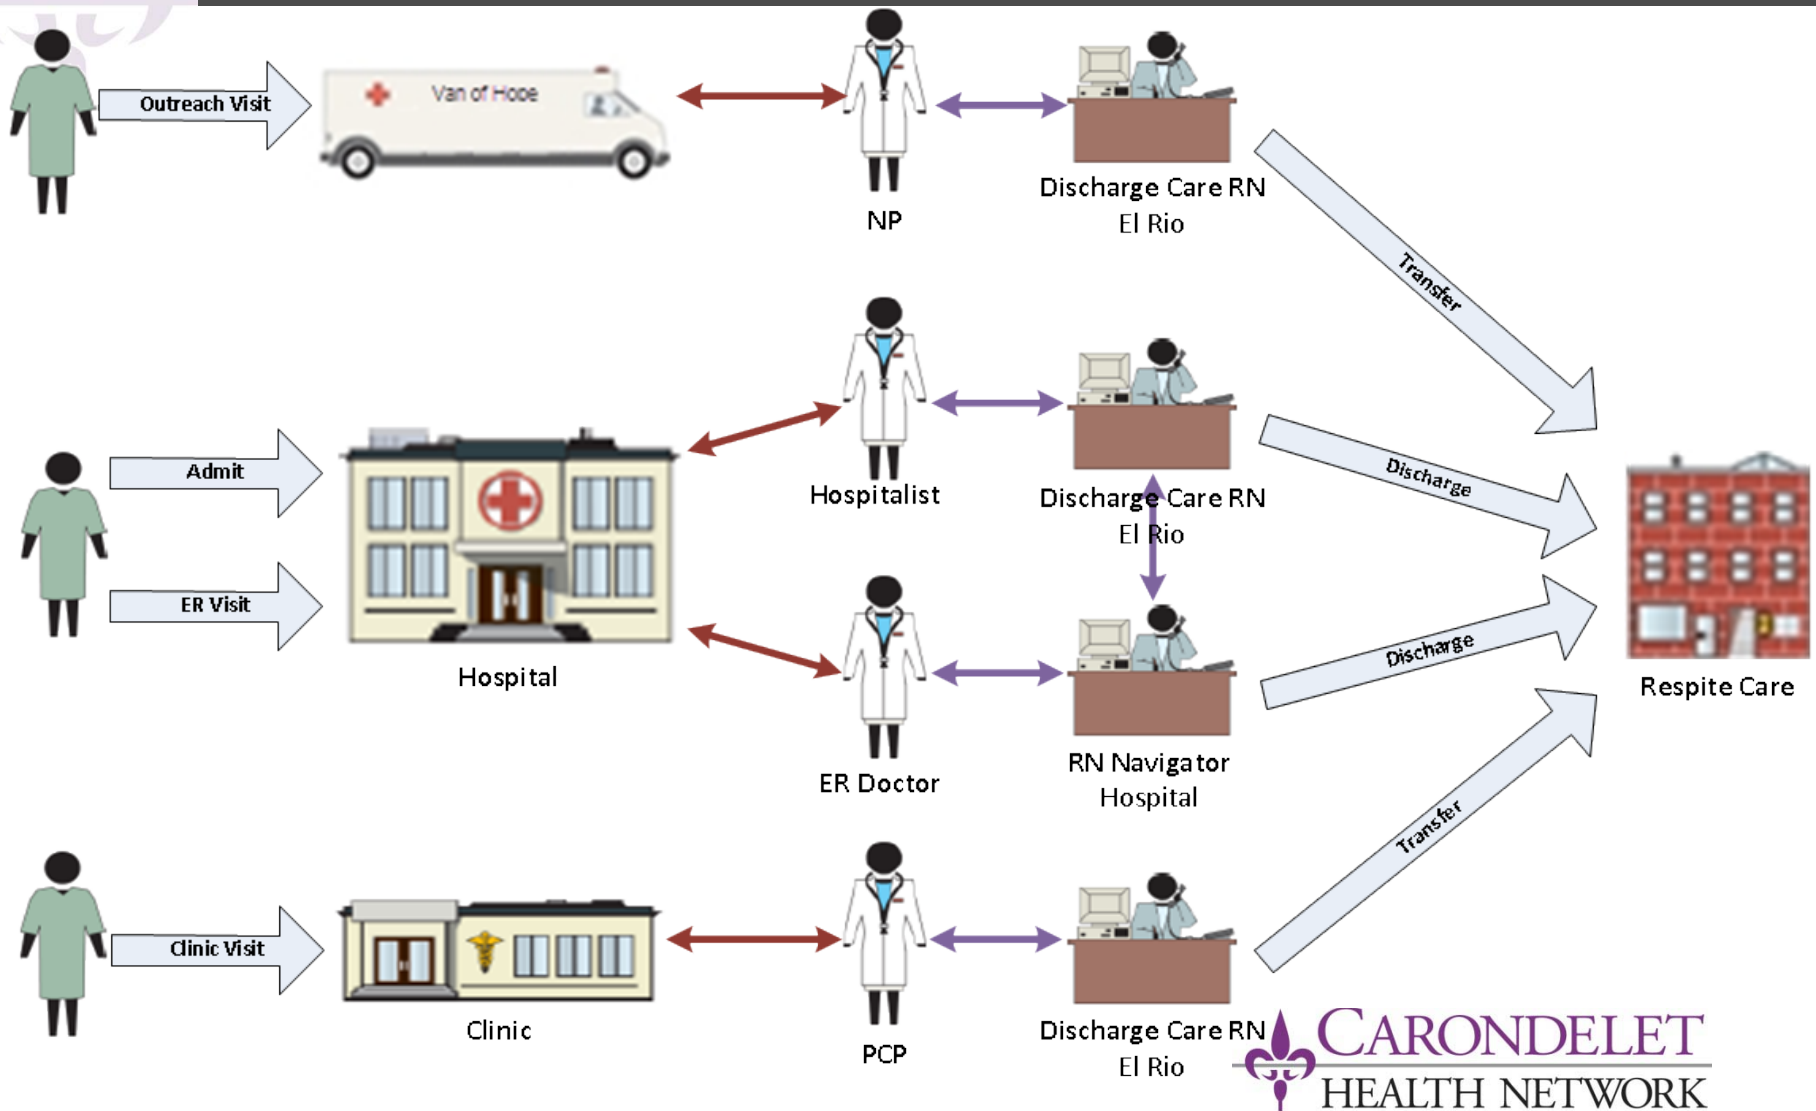 Outreach Visit
Van of Hope
NP
Discharge Care RN
El Rio
Transfer
Admit
ER Visit
Hospital
Hospitalist
Discharge Care RN
El Rio
Discharge
ER Doctor
RN Navigator
Hospital
Discharge
Respite Care
Clinic Visit
Clinic
PCP
Discharge Care RN
El Rio
Transfer
CARONDELET
HEALTH NETWORK